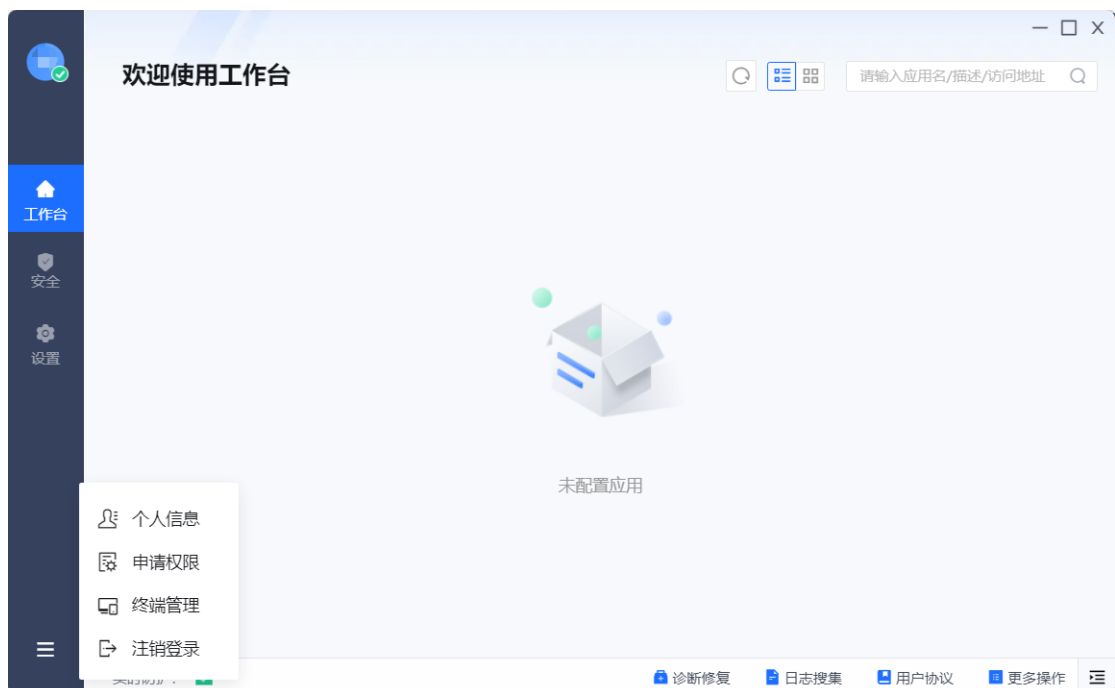 欢迎使用工作台
请输入应用名/描述/访问地址
工作台
安全
设置
未配置应用
个人信息
申请权限
终端管理
注销登录
诊断修复
日志搜集
用户协议
更多操作